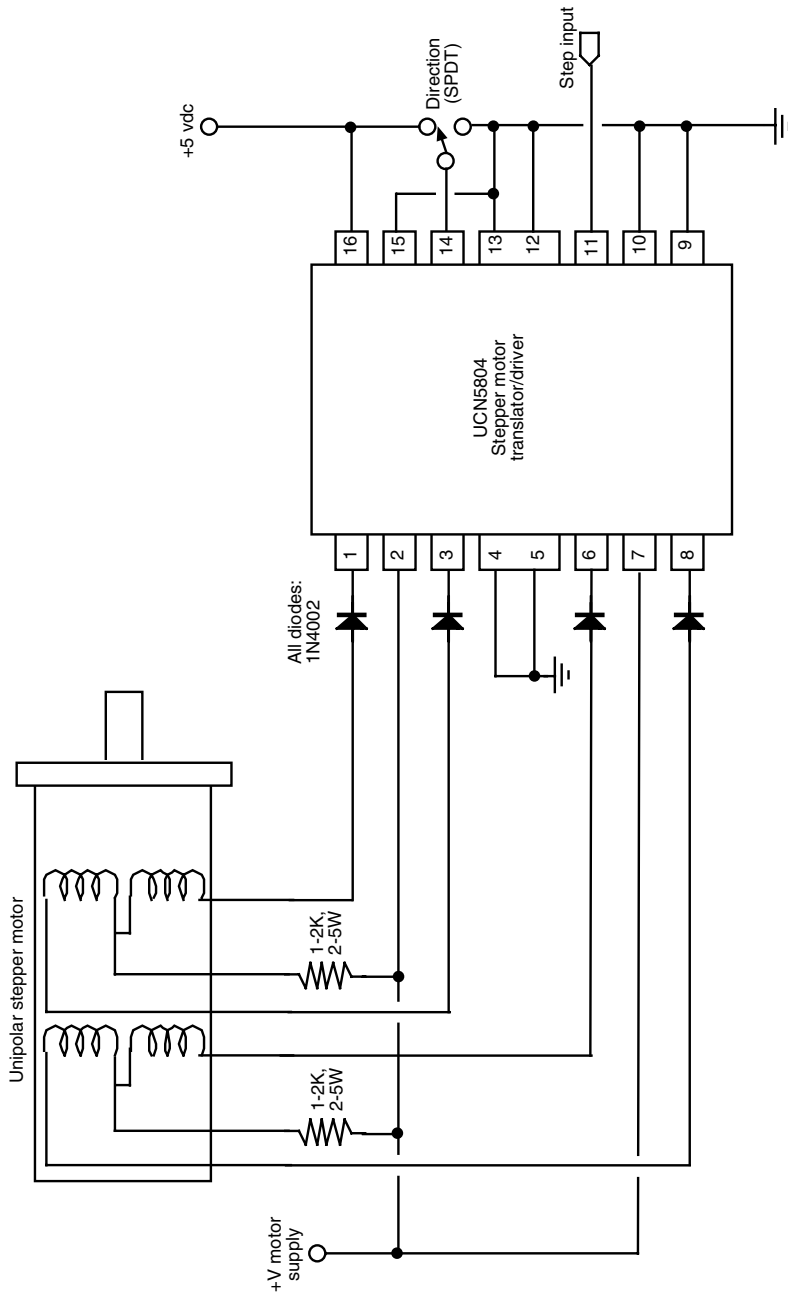 Unipolar stepper motor
+V motor
supply
1-2K,
2-5W
1-2K,
2-5W
All diodes:
1N4002
1
2
3
4
5
6
7
8
UCN5804
Stepper motor
translator/driver
16
15
14
13
12
11
10
9
+5 vdc
Direction
(SPDT)
Step input